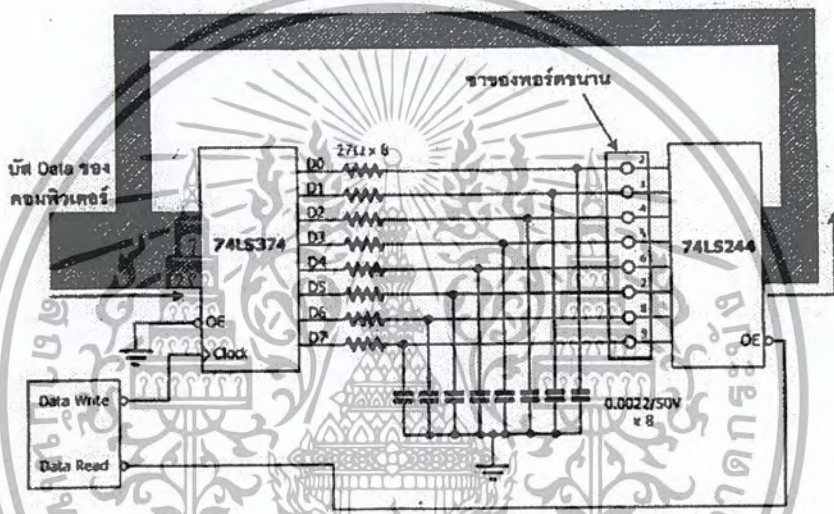 ขาของพอร์ตขนาน
บัส Data ของ
คอมพิวเตอร์
27Ω x 8
D0
D1
D2
D3
D4
D5
D6
D7
74LS374
OE
Clock
2
3
4
5
6
7
8
9
74LS244
OE
Data Write
Data Read
0.0022/50V
x 8